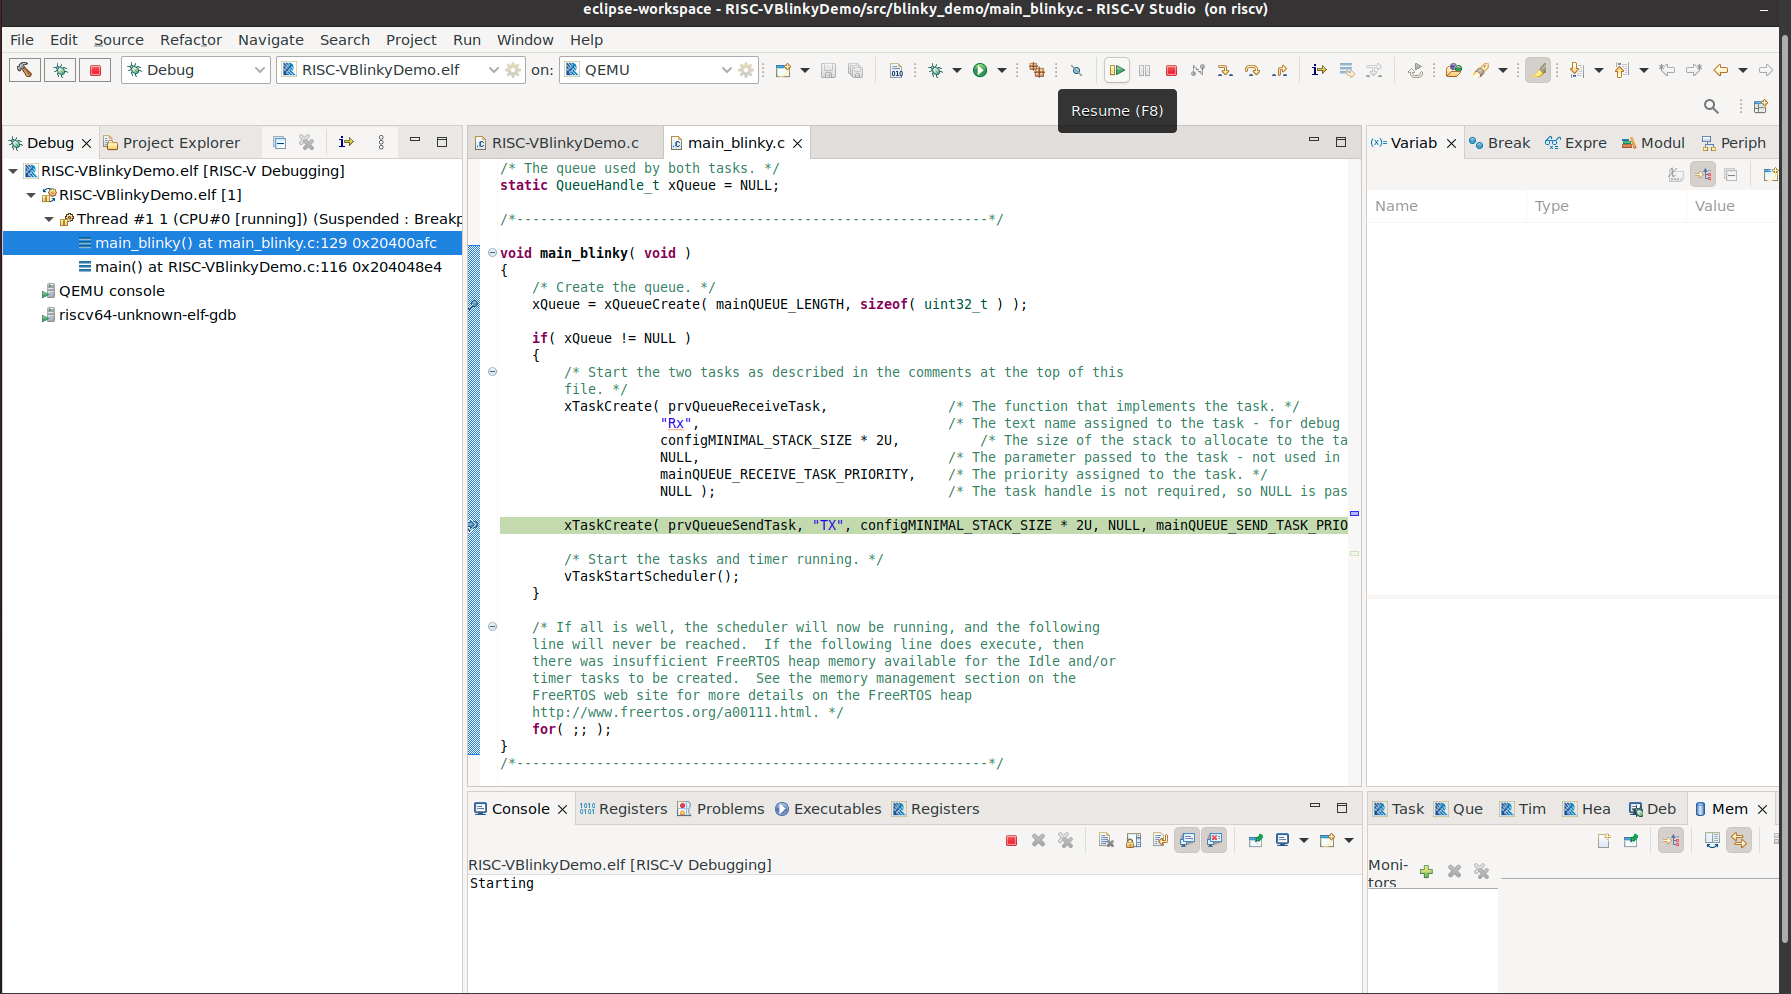 eclipse-workspace - RISC-VBlinkyDemo/src/blinky_demo/main_blinky.c - RISC-V Studio (on riscv)
File Edit Source Refactor Navigate Search Project Run Window Help
Debug RISC-VBlinkyDemo.elf on: QEMU
Resume (F8)
Debug Project Explorer
RISC-VBlinkyDemo.elf [RISC-V Debugging]
RISC-VBlinkyDemo.elf [1]
Thread #1 1 (CPU#0 [running]) (Suspended : Breakp
main_blinky() at main_blinky.c:129 0x20400afc
main() at RISC-VBlinkyDemo.c:116 0x204048e4
QEMU console
riscv64-unknown-elf-gdb
RISC-VBlinkyDemo.c main_blinky.c
/* The queue used by both tasks. */
static QueueHandle_t xQueue = NULL;
/*-----------------------------------------------------------*/
void main_blinky( void )
{
/* Create the queue. */
xQueue = xQueueCreate( mainQUEUE_LENGTH, sizeof( uint32_t ) );
if( xQueue != NULL )
{
/* Start the two tasks as described in the comments at the top of this
file. */
xTaskCreate( prvQueueReceiveTask, /* The function that implements the task. */
"Rx", /* The text name assigned to the task - for debug
configMINIMAL_STACK_SIZE * 2U, /* The size of the stack to allocate to the ta
NULL, /* The parameter passed to the task - not used in
mainQUEUE_RECEIVE_TASK_PRIORITY, /* The priority assigned to the task. */
NULL ); /* The task handle is not required, so NULL is pas
xTaskCreate( prvQueueSendTask, "TX", configMINIMAL_STACK_SIZE * 2U, NULL, mainQUEUE_SEND_TASK_PRIO
/* Start the tasks and timer running. */
vTaskStartScheduler();
}
/* If all is well, the scheduler will now be running, and the following
line will never be reached.  If the following line does execute, then
there was insufficient FreeRTOS heap memory available for the Idle and/or
timer tasks to be created.  See the memory management section on the
FreeRTOS web site for more details on the FreeRTOS heap
http://www.freertos.org/a00111.html. */
for( ;; );
}
/*-----------------------------------------------------------*/
Variab Break Expre Modul Periph
Name Type Value
Console Registers Problems Executables Registers
RISC-VBlinkyDemo.elf [RISC-V Debugging]
Starting
Task Que Tim Hea Deb Mem
Moni-
tors